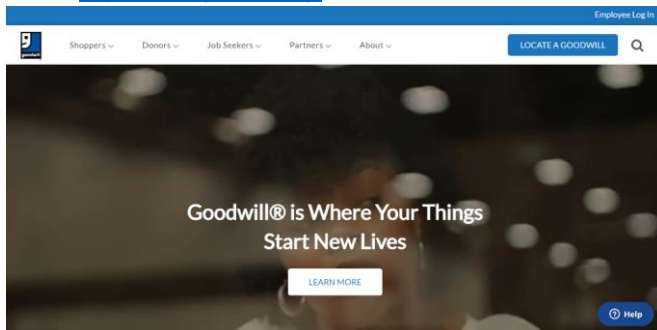 Employee Log In
goodwill
Shoppers Donors Job Seekers Partners About LOCATE A GOODWILL
Goodwill® is Where Your Things
Start New Lives
LEARN MORE
Help